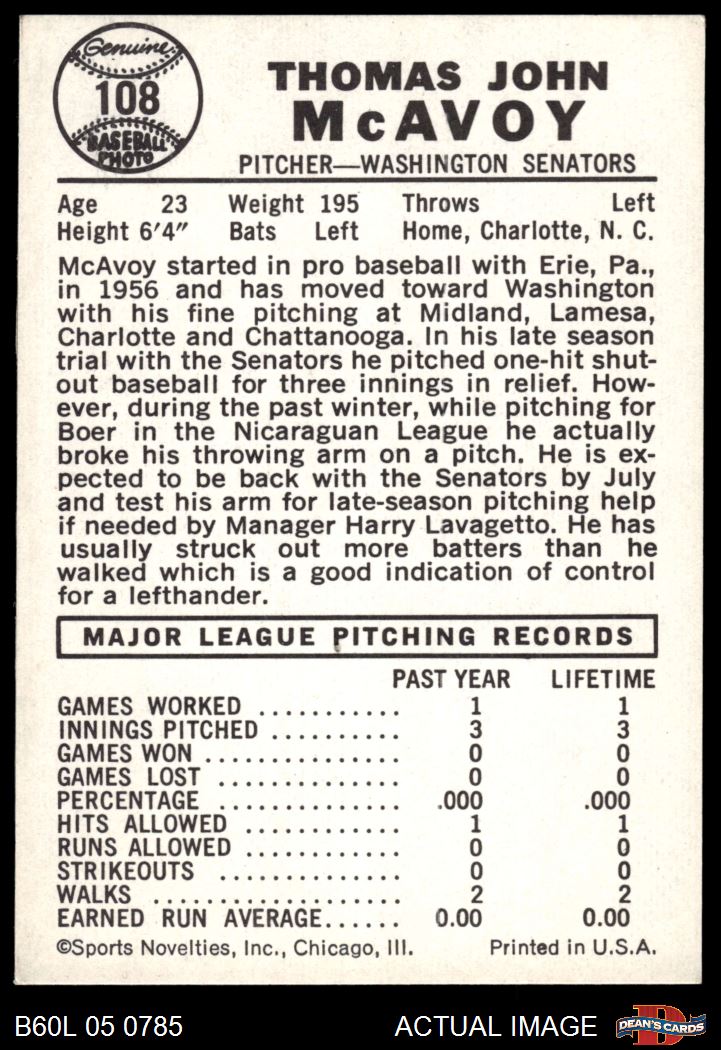 Genuine
108
BASEBALL
PHOTO
THOMAS JOHN
McAVOY
PITCHER—WASHINGTON SENATORS
Age 23 Weight 195 Throws Left
Height 6'4" Bats Left Home, Charlotte, N. C.
McAvoy started in pro baseball with Erie, Pa.,
in 1956 and has moved toward Washington
with his fine pitching at Midland, Lamesa,
Charlotte and Chattanooga. In his late season
trial with the Senators he pitched one-hit shut-
out baseball for three innings in relief. How-
ever, during the past winter, while pitching for
Boer in the Nicaraguan League he actually
broke his throwing arm on a pitch. He is ex-
pected to be back with the Senators by July
and test his arm for late-season pitching help
if needed by Manager Harry Lavagetto. He has
usually struck out more batters than he
walked which is a good indication of control
for a lefthander.
MAJOR LEAGUE PITCHING RECORDS
PAST YEAR LIFETIME
GAMES WORKED ........... 1 1
INNINGS PITCHED .......... 3 3
GAMES WON ............... 0 0
GAMES LOST .............. 0 0
PERCENTAGE .............. .000 .000
HITS ALLOWED ............ 1 1
RUNS ALLOWED ............ 0 0
STRIKEOUTS .............. 0 0
WALKS ................... 2 2
EARNED RUN AVERAGE...... 0.00 0.00
©Sports Novelties, Inc., Chicago, Ill. Printed in U.S.A.
B60L 05 0785 ACTUAL IMAGE D DEAN'S CARDS